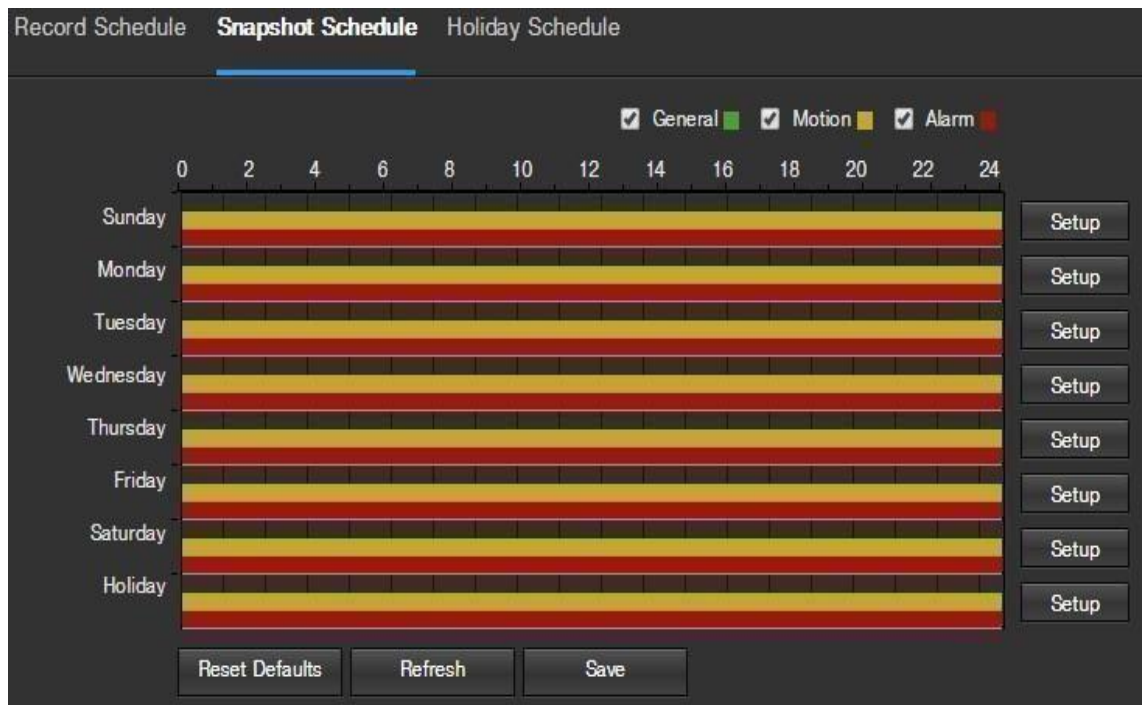 Record Schedule Snapshot Schedule Holiday Schedule
General Motion Alarm
0 2 4 6 8 10 12 14 16 18 20 22 24
Sunday Setup
Monday Setup
Tuesday Setup
Wednesday Setup
Thursday Setup
Friday Setup
Saturday Setup
Holiday Setup
Reset Defaults Refresh Save